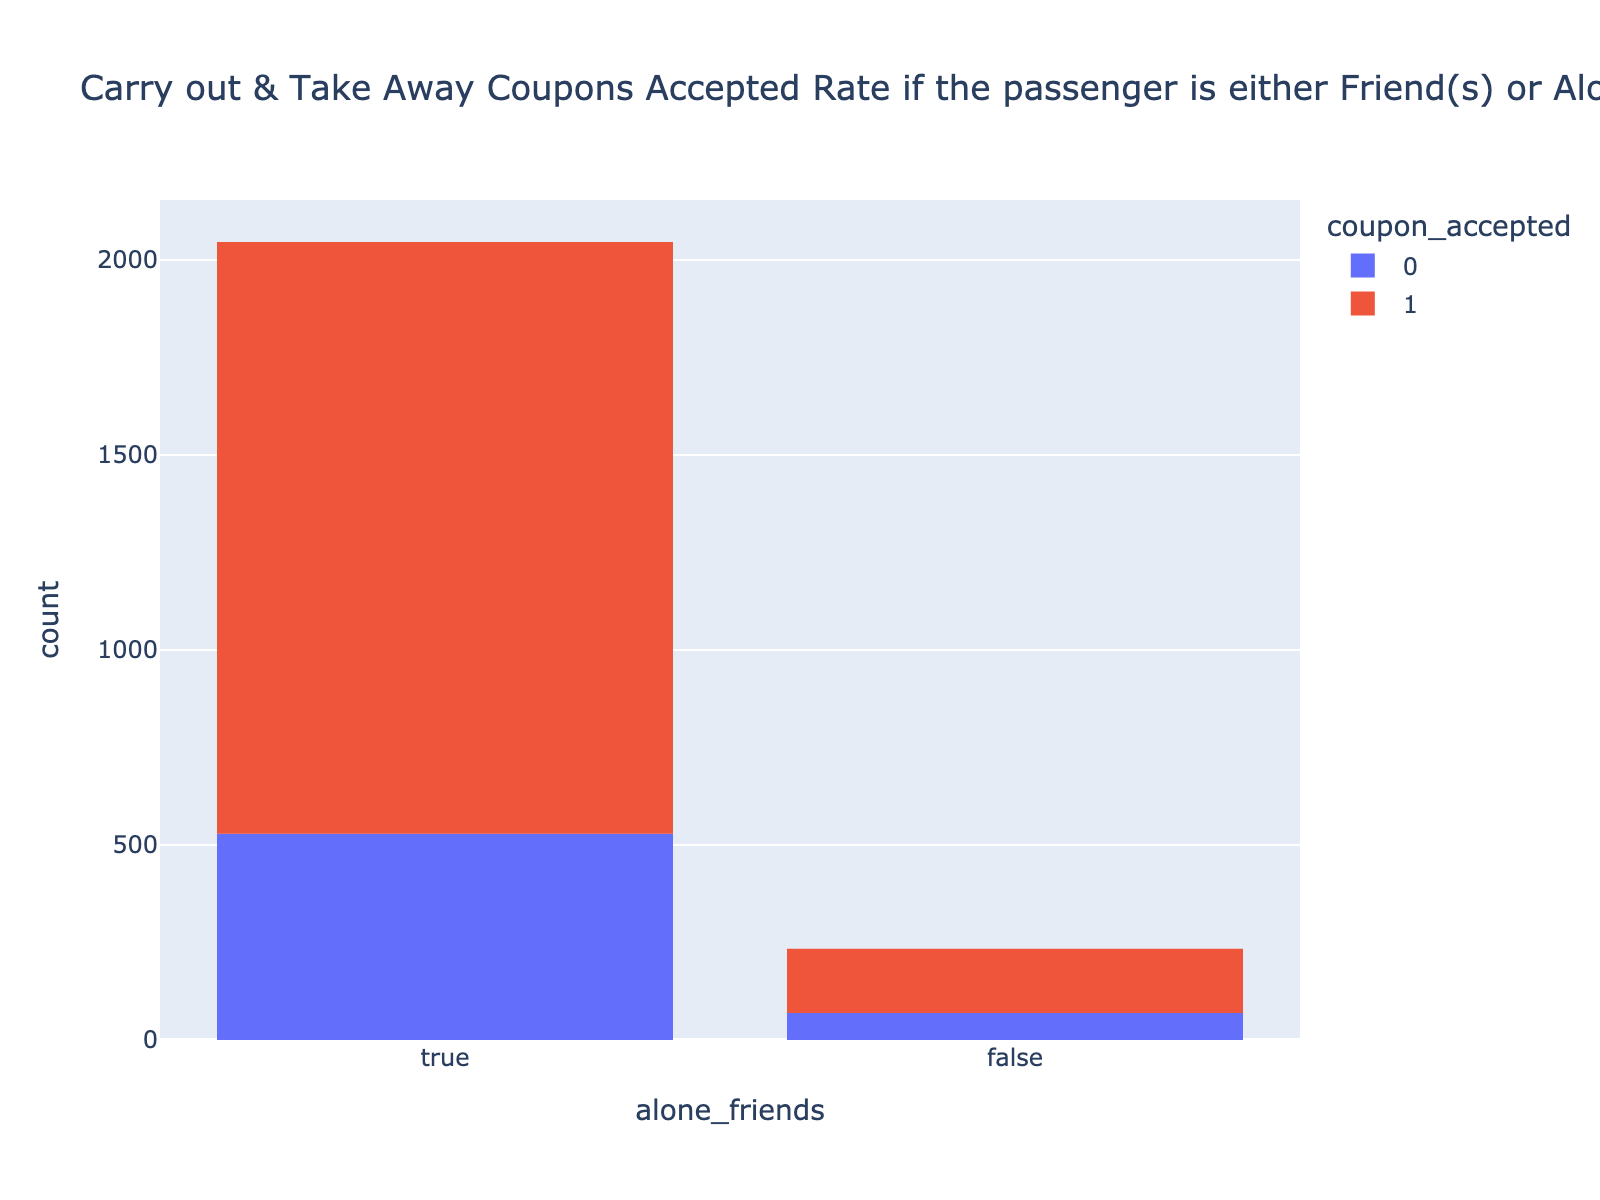 Carry out & Take Away Coupons Accepted Rate if the passenger is either Friend(s) or
coupon_accepted
0
1
2000
1500
1000
500
0
count
true
false
alone_friends